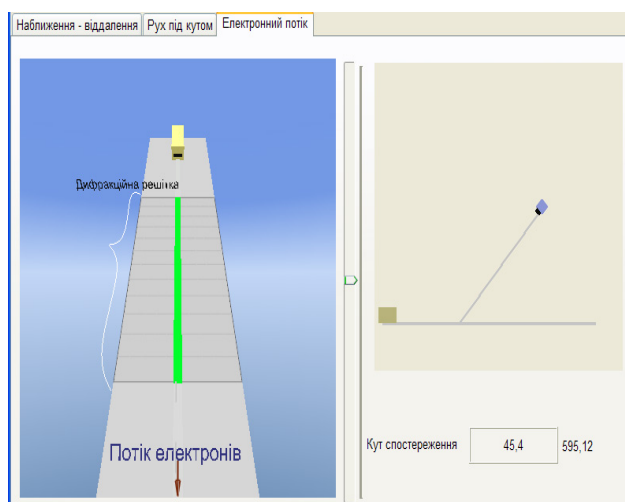 Наближення - віддалення
Рух під кутом
Електронний потік
Дифракційна решітка
Потік електронів
Кут спостереження
45,4
595,12